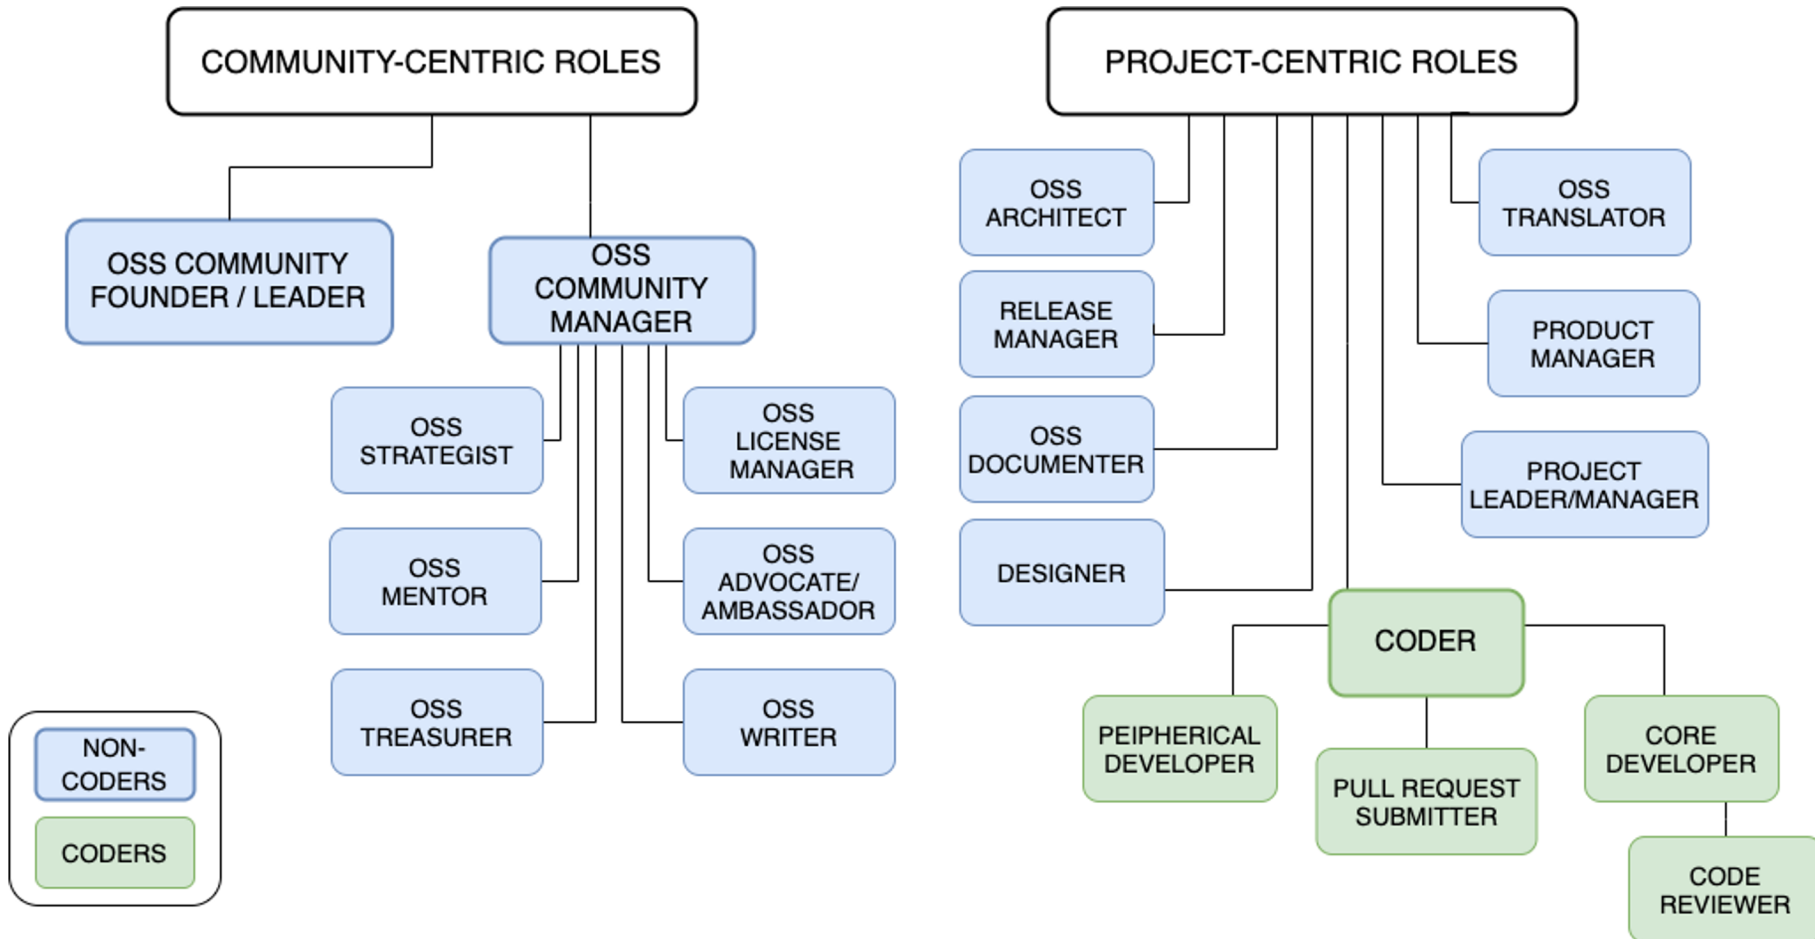 COMMUNITY-CENTRIC ROLES
OSS COMMUNITY
FOUNDER / LEADER
OSS
COMMUNITY
MANAGER
OSS
STRATEGIST
OSS
LICENSE
MANAGER
OSS
MENTOR
OSS
ADVOCATE/
AMBASSADOR
OSS
TREASURER
OSS
WRITER
NON-
CODERS
CODERS
PROJECT-CENTRIC ROLES
OSS
ARCHITECT
OSS
TRANSLATOR
RELEASE
MANAGER
PRODUCT
MANAGER
OSS
DOCUMENTER
PROJECT
LEADER/MANAGER
DESIGNER
CODER
PEIPHERICAL
DEVELOPER
PULL REQUEST
SUBMITTER
CORE
DEVELOPER
CODE
REVIEWER